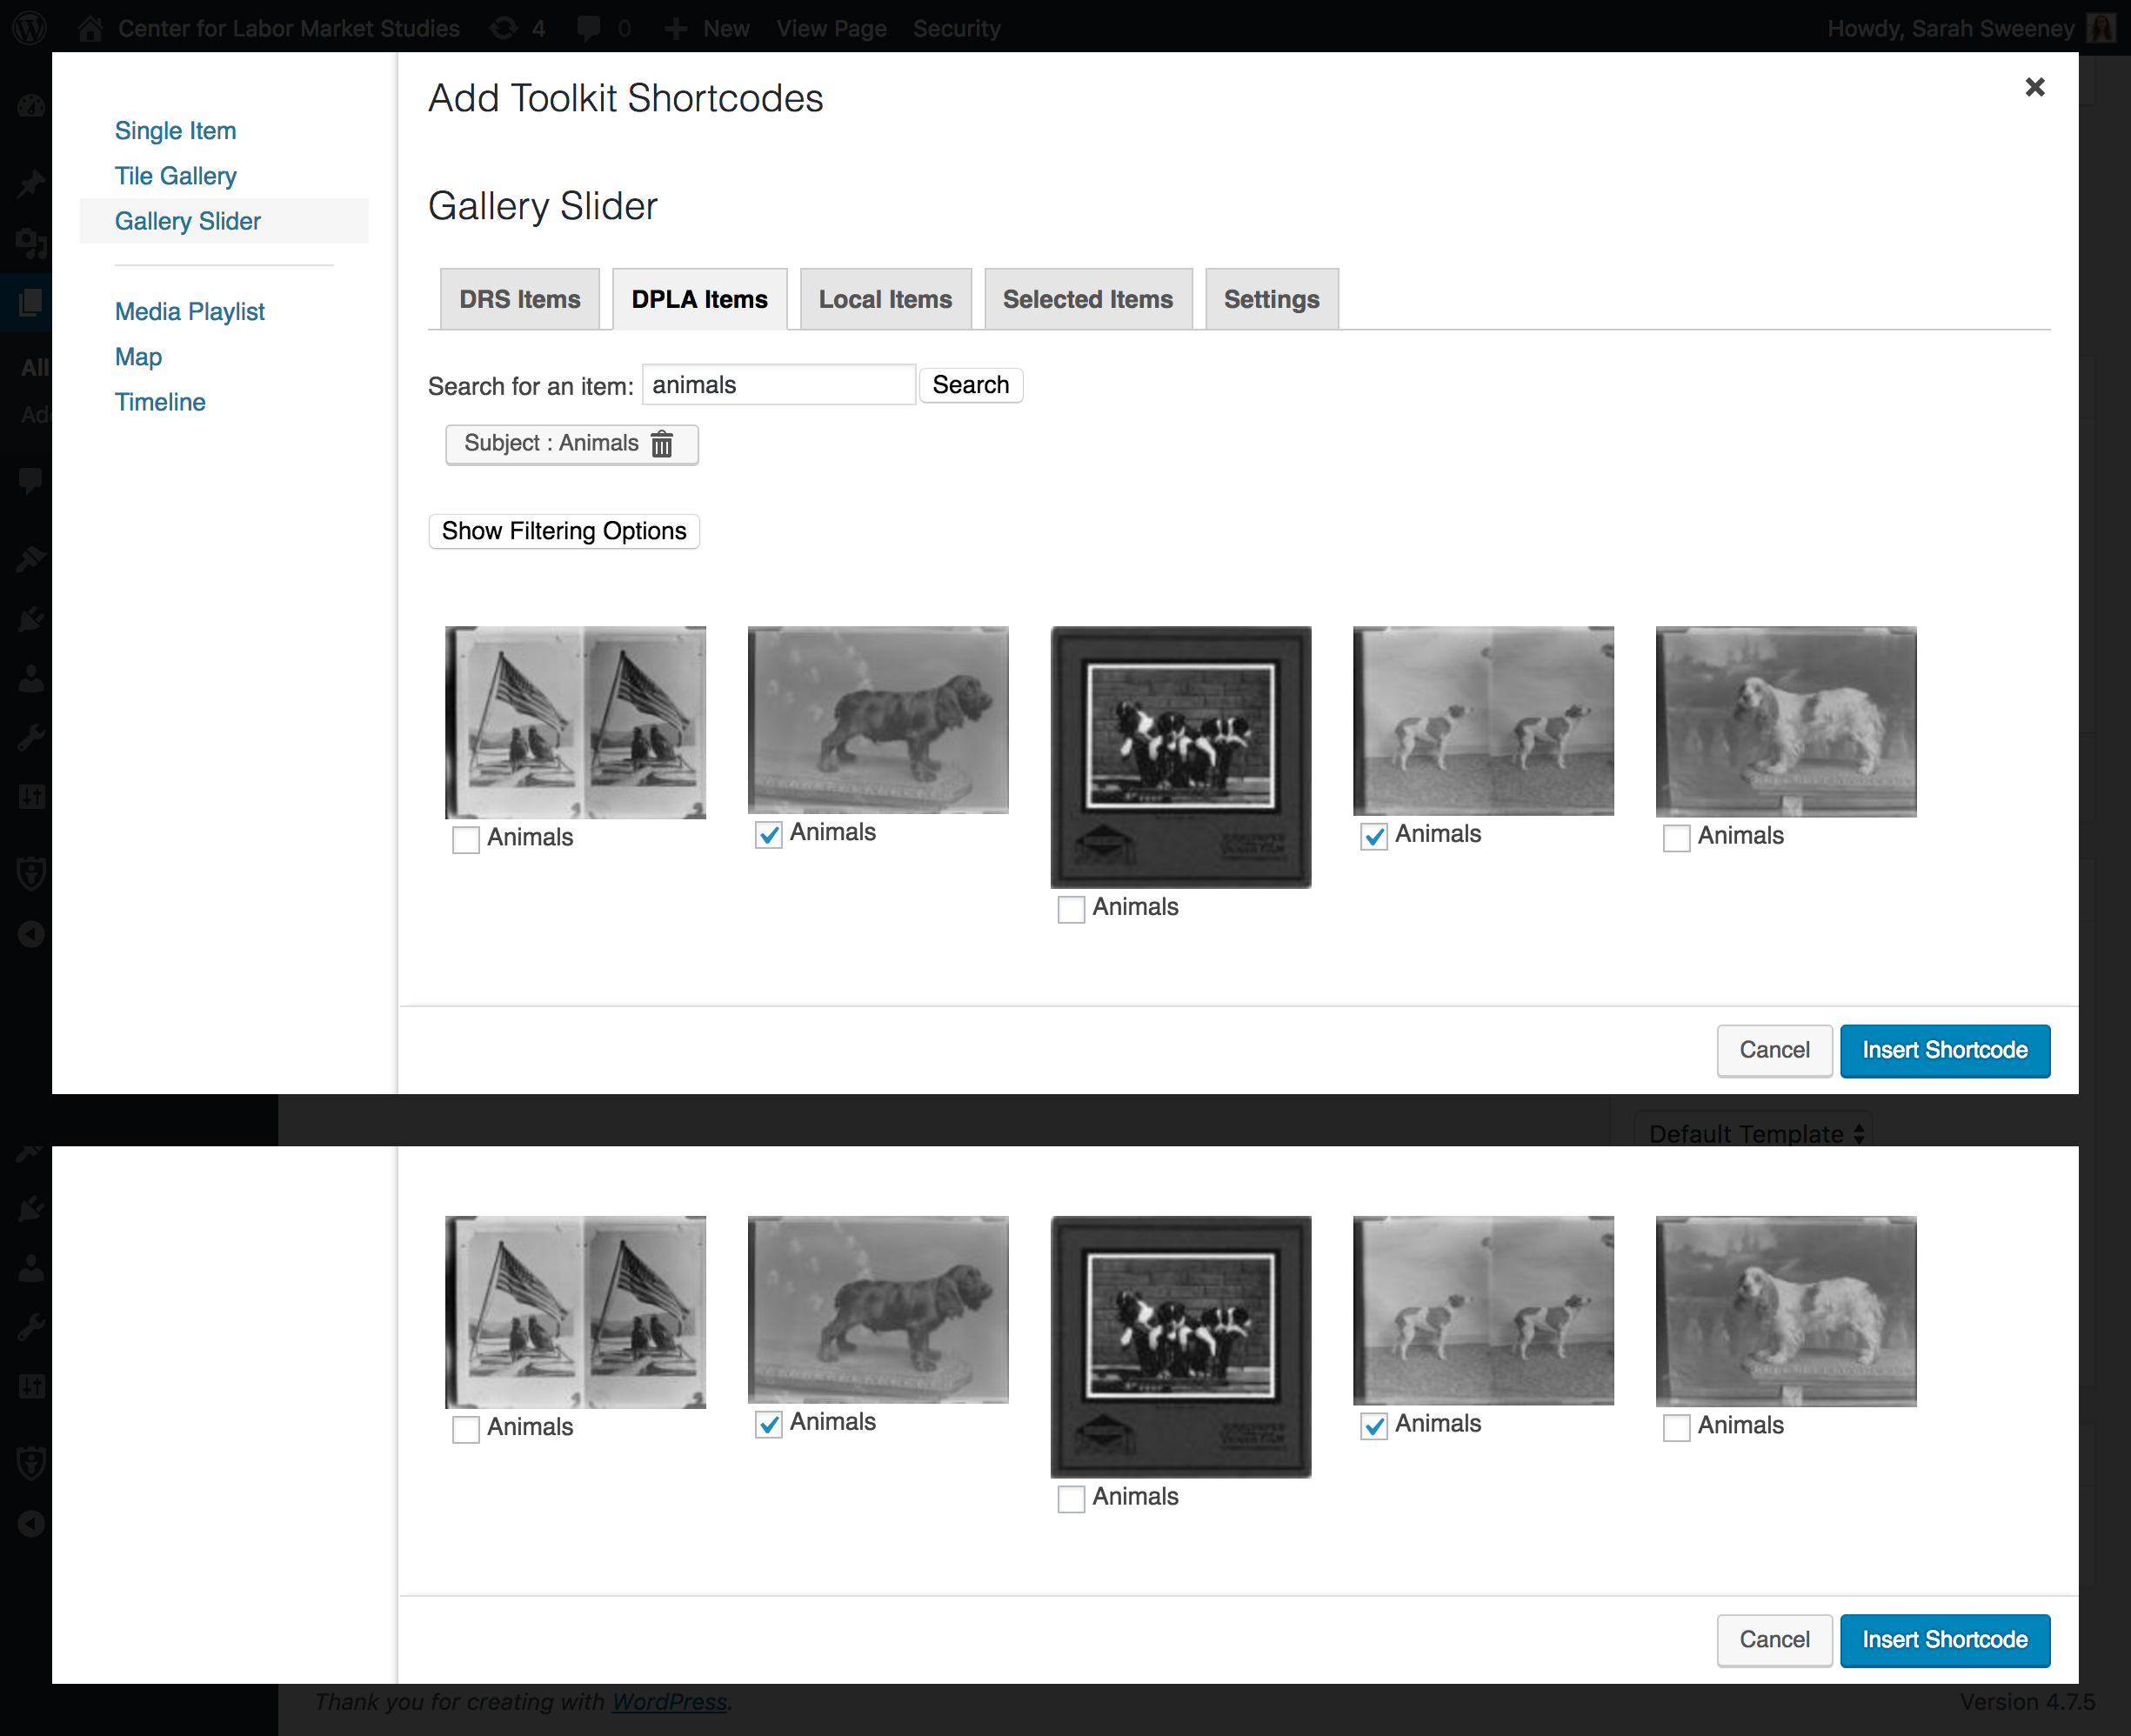 Center for Labor Market Studies 4 0 New View Page Security Howdy, Sarah Sweeney
Add Toolkit Shortcodes
Single Item
Tile Gallery
Gallery Slider
Media Playlist
Map
Timeline
All
Ad
Gallery Slider
DRS Items DPLA Items Local Items Selected Items Settings
Search for an item: animals Search
Subject : Animals
Show Filtering Options
Animals Animals Animals Animals Animals
Cancel Insert Shortcode
Default Template
Animals Animals Animals Animals Animals
Cancel Insert Shortcode
Thank you for creating with WordPress. Version 4.7.5